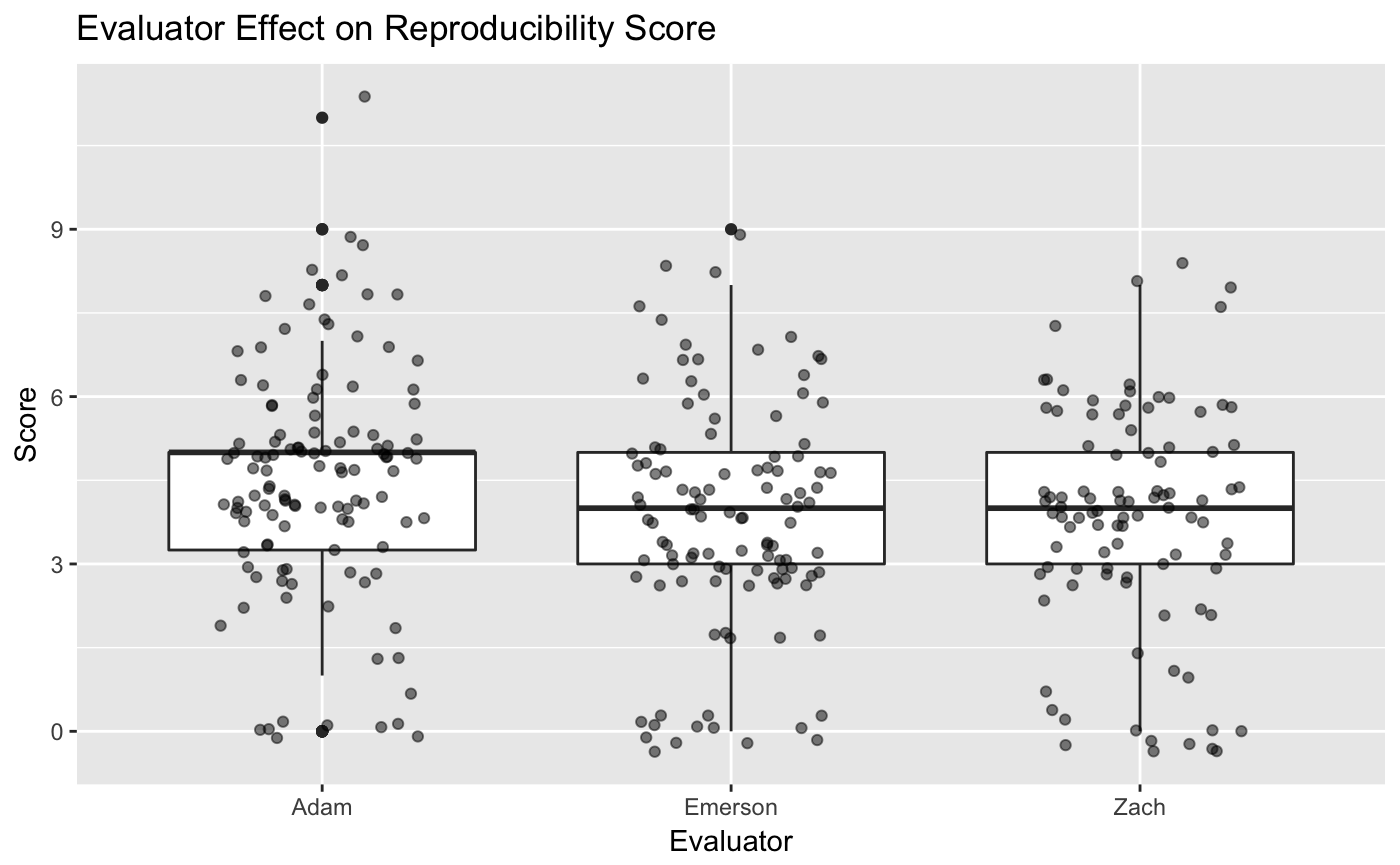 Evaluator Effect on Reproducibility Score
Score
9
6
3
0
Adam
Emerson
Zach
Evaluator